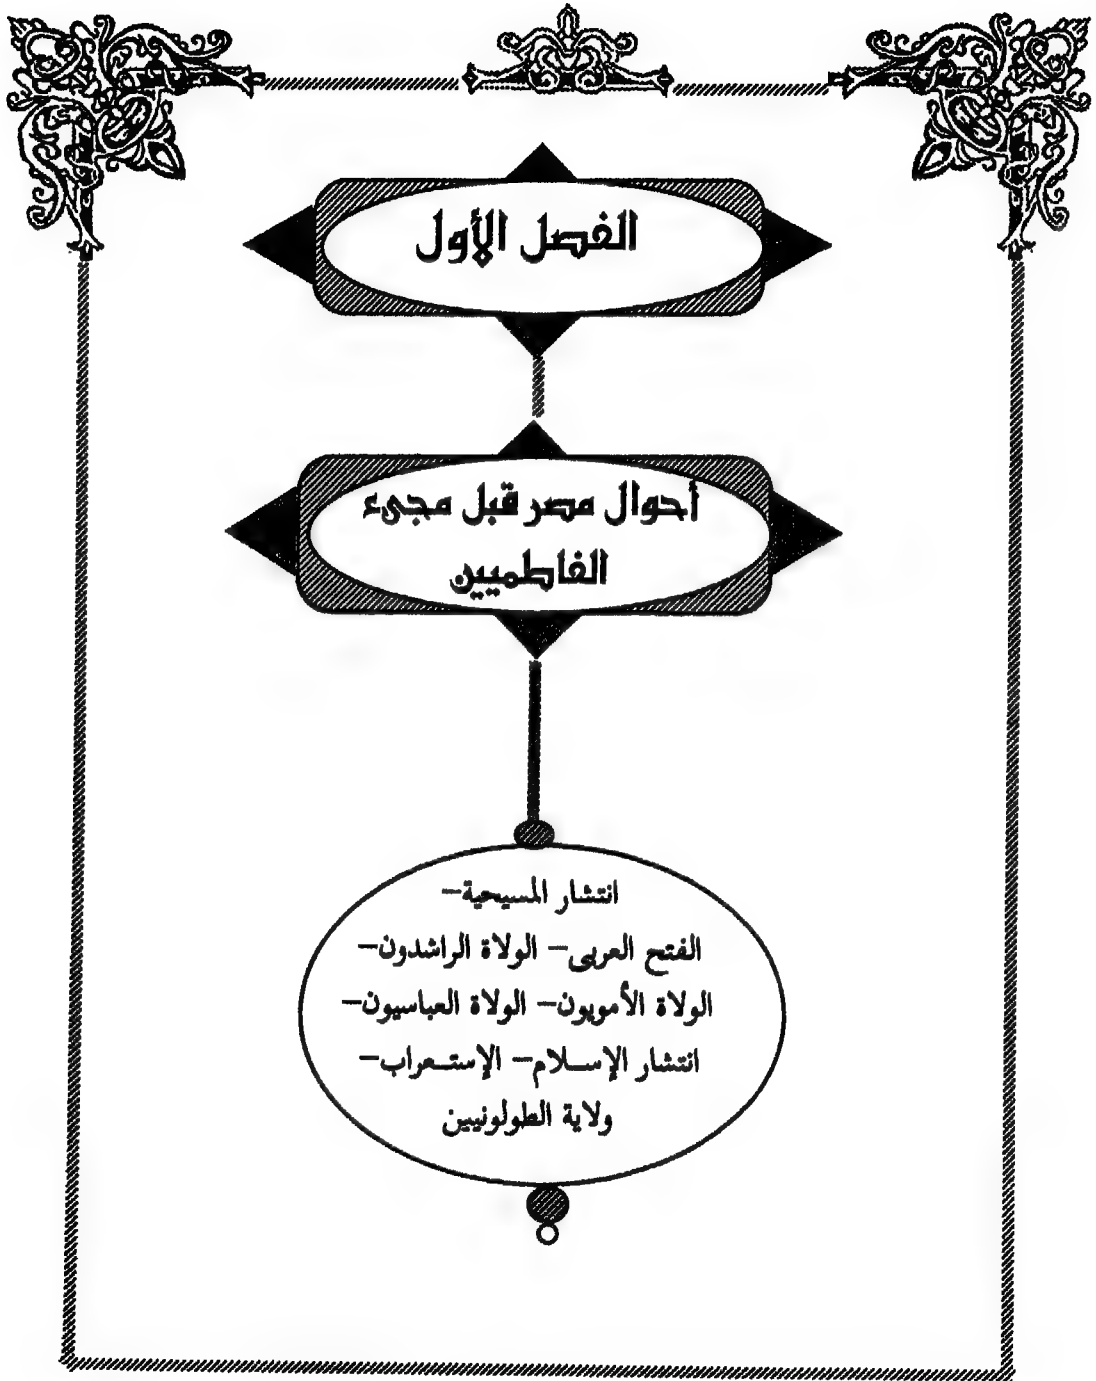 الفصل الأول
أحوال مصر قبل مجىء
الفاطميين
انتشار المسيحية–
الفتح العربى– الولاة الراشدون–
الولاة الأمويون– الولاة العباسيون–
انتشار الإسلام– الإستعراب–
ولاية الطولونيين